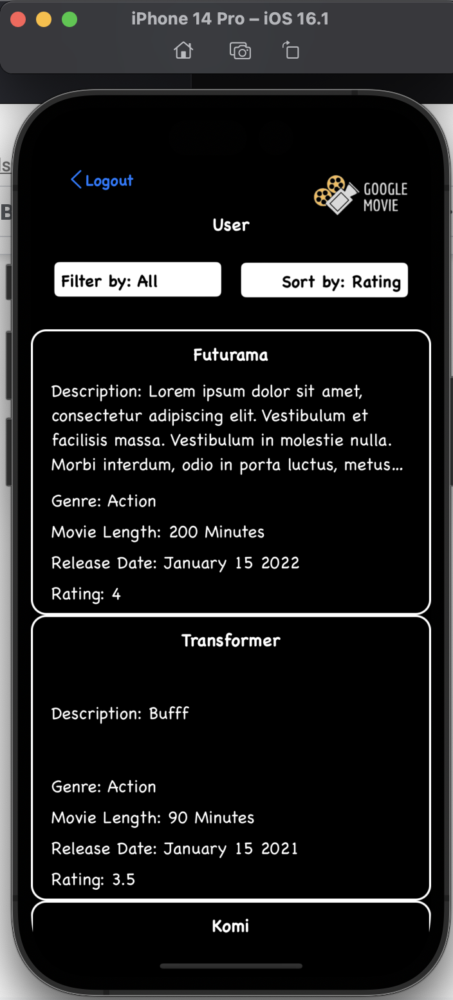 iPhone 14 Pro – iOS 16.1
ls
B
Logout
GOOGLE
MOVIE
User
Filter by: All
Sort by: Rating
Futurama
Description: Lorem ipsum dolor sit amet,
consectetur adipiscing elit. Vestibulum et
facilisis massa. Vestibulum in molestie nulla.
Morbi interdum, odio in porta luctus, metus...
Genre: Action
Movie Length: 200 Minutes
Release Date: January 15 2022
Rating: 4
Transformer
Description: Bufff
Genre: Action
Movie Length: 90 Minutes
Release Date: January 15 2021
Rating: 3.5
Komi